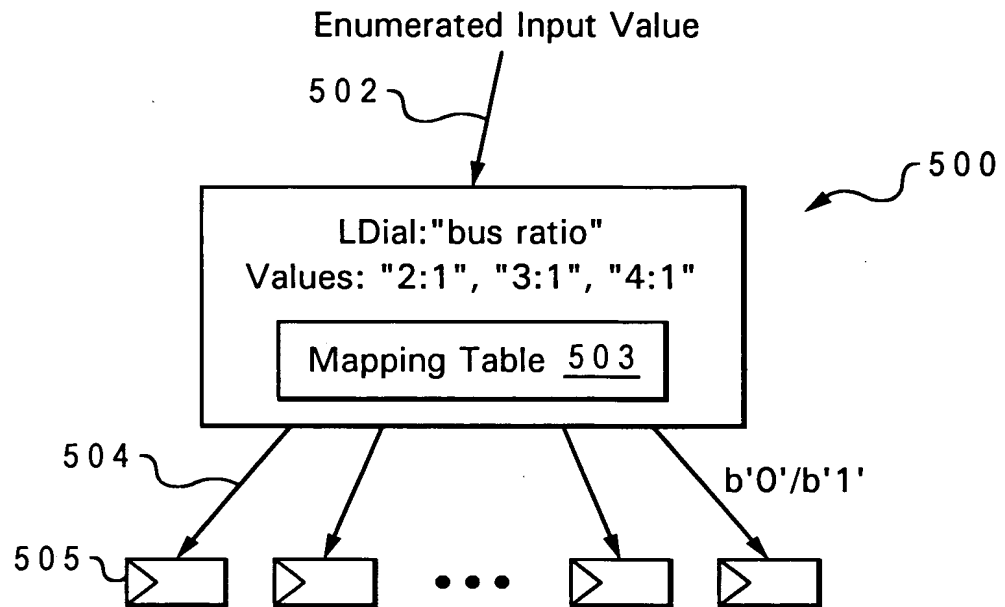 Enumerated Input Value
502
500
LDial:"bus ratio"
Values: "2:1", "3:1", "4:1"
Mapping Table 503
504
b'0'/b'1'
505